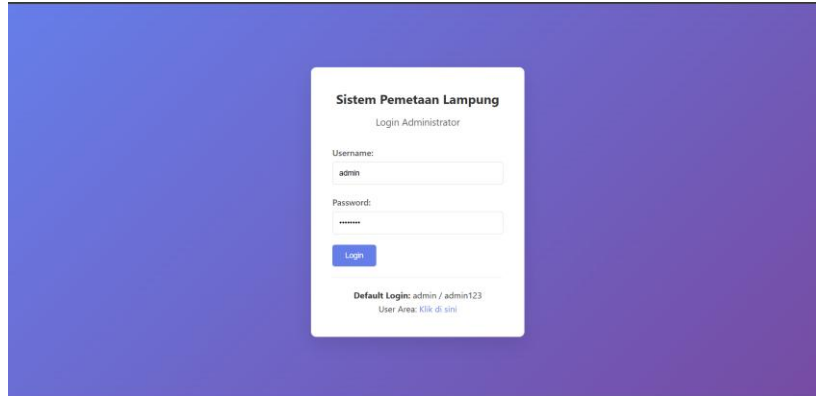 Sistem Pemetaan Lampung
Login Administrator
Username:
admin
Password:
••••••••
Login
Default Login: admin / admin123
User Area: Klik di sini